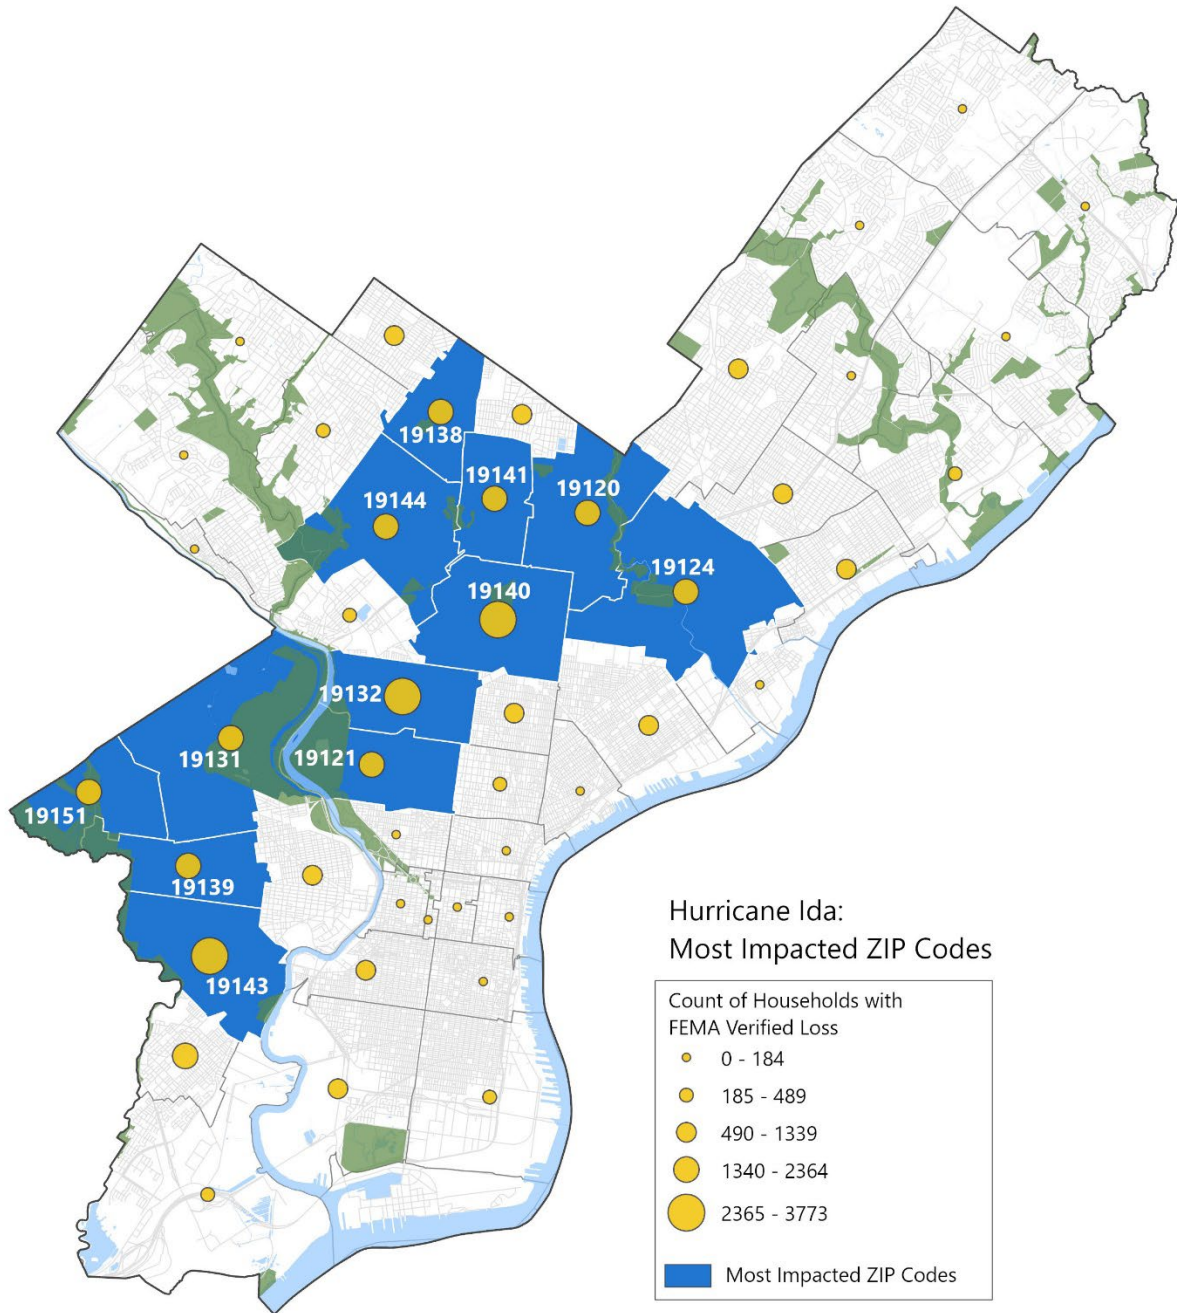 19138
19141
19120
19144
19124
19140
19132
19121
19131
19151
19139
19143
Hurricane Ida:
Most Impacted ZIP Codes
Count of Households with
FEMA Verified Loss
0 - 184
185 - 489
490 - 1339
1340 - 2364
2365 - 3773
Most Impacted ZIP Codes